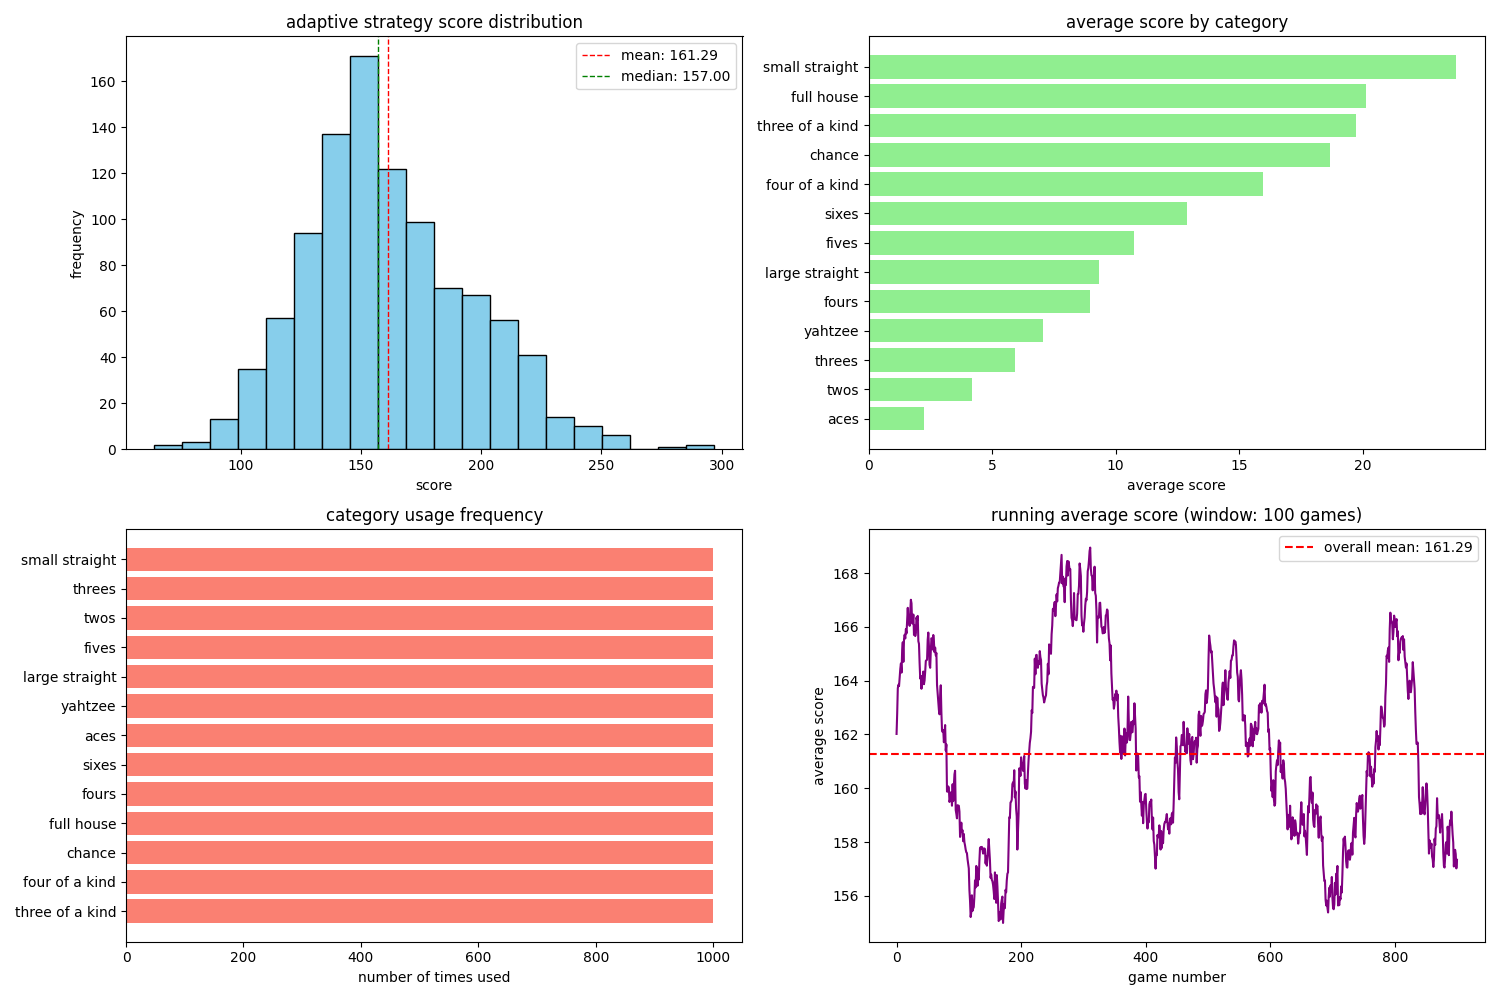 adaptive strategy score distribution
mean: 161.29
median: 157.00
frequency
160
140
120
100
80
60
40
20
0
100
150
200
250
300
score
average score by category
small straight
full house
three of a kind
chance
four of a kind
sixes
fives
large straight
fours
yahtzee
threes
twos
aces
0
5
10
15
20
average score
category usage frequency
small straight
threes
twos
fives
large straight
yahtzee
aces
sixes
fours
full house
chance
four of a kind
three of a kind
0
200
400
600
800
1000
number of times used
running average score (window: 100 games)
overall mean: 161.29
average score
168
166
164
162
160
158
156
0
200
400
600
800
game number